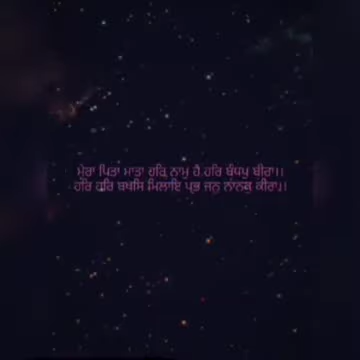 ਮੇਰਾ ਪਿਤਾ ਮਾਤਾ ਹਰਿ ਨਾਮੁ ਹੈ ਹਰਿ ਬੰਧਪੁ ਬੀਰਾ।।
ਹਰਿ ਹਰਿ ਬਖਸਿ ਮਿਲਾਇ ਪ੍ਰਭ ਜਨੁ ਨਾਨਕੁ ਕੀਰਾ।।